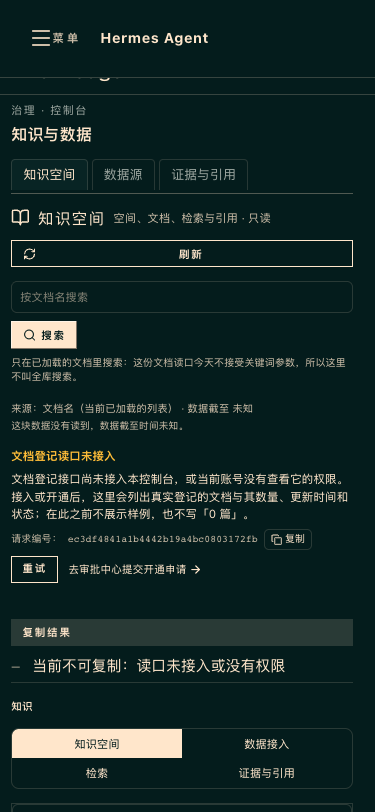 菜单
Hermes Agent
治理 · 控制台
知识与数据
知识空间
数据源
证据与引用
知识空间 空间、文档、检索与引用 · 只读
刷新
按文档名搜索
搜索
只在已加载的文档里搜索：这份文档读口今天不接受关键词参数，所以这里
不叫全库搜索。
来源：文档名（当前已加载的列表） · 数据截至 未知
这块数据没有读到，数据截至时间未知。
文档登记读口未接入
文档登记接口尚未接入本控制台，或当前账号没有查看它的权限。
接入或开通后，这里会列出真实登记的文档与其数量、更新时间和
状态；在此之前不展示样例，也不写「0 篇」。
请求编号： ec3df4841a1b4442b19a4bc0803172fb 复制
重试 去审批中心提交开通申请 →
复制结果
— 当前不可复制：读口未接入或没有权限
知识
知识空间
数据接入
检索
证据与引用